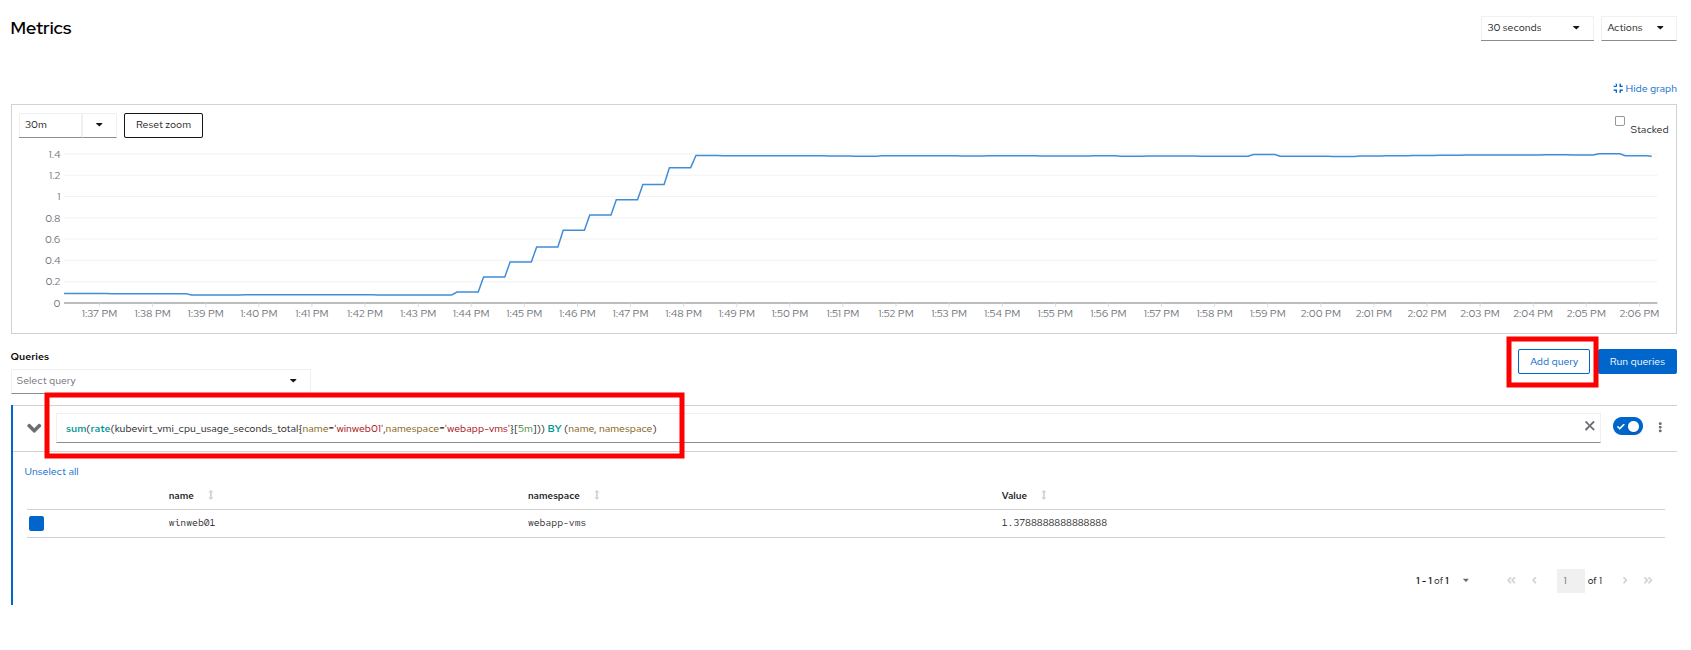 Metrics
30 seconds
Actions
Hide graph
30m
Reset zoom
Stacked
1.4
1.2
1
0.8
0.6
0.4
0.2
0
1:37 PM 1:38 PM 1:39 PM 1:40 PM 1:41 PM 1:42 PM 1:43 PM 1:44 PM 1:45 PM 1:46 PM 1:47 PM 1:48 PM 1:49 PM 1:50 PM 1:51 PM 1:52 PM 1:53 PM 1:54 PM 1:55 PM 1:56 PM 1:57 PM 1:58 PM 1:59 PM 2:00 PM 2:01 PM 2:02 PM 2:03 PM 2:04 PM 2:05 PM 2:06 PM
Queries
Add query
Run queries
Select query
sum(rate(kubevirt_vmi_cpu_usage_seconds_total{name='winweb01',namespace='webapp-vms'}[5m])) BY (name, namespace)
Unselect all
name namespace Value
winweb01 webapp-vms 1.3788888888888888
1 - 1 of 1
1 of 1